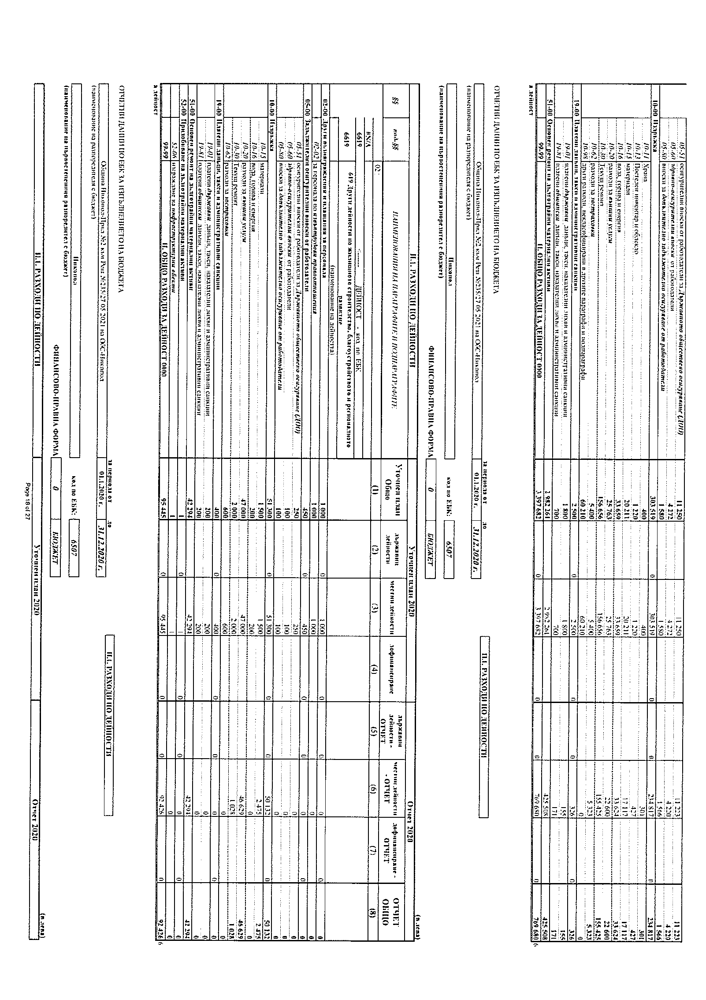 05-51 осигурителни вноски от работодатели за Държавното обществено осигуряване (ДОО) 11 250 11 250 11 223 11 223
05-60 здравно-осигурителни вноски от работодатели 4 272 4 272 4 220 4 220
05-80 вноски за допълнително задължително осигуряване от работодатели 1 580 1 580 1 566 1 566
10-00 Издръжка 303 519 0 303 519 0 0 234 817 0 234 817
10-11 Храна 400 400 301 301
10-13 Постелен инвентар и облекло 1 220 1 220 427 427
10-15 материали 20 211 20 211 17 117 17 117
10-16 вода, горива и енергия 33 659 33 659 33 624 33 624
10-20 разходи за външни услуги 25 763 25 763 22 600 22 600
10-30 Текущ ремонт 156 656 156 656 155 425 155 425
10-62 разходи за застраховки 5 400 5 400 5 323 5 323
10-98 други разходи, некласифицирани в другите параграфи и подпараграфи 60 210 60 210 0 0
19-00 Платени данъци, такси и административни санкции 2 500 0 2 500 0 0 326 0 326
19-01 платени държавни данъци, такси, наказателни лихви и административни санкции 1 800 1 800 155 155
19-81 платени общински данъци, такси, наказателни лихви и административни санкции 700 700 171 171
51-00 Основен ремонт на дълготрайни материални активи 2 982 261 2 982 261 425 508 425 508
99-99 II. ОБЩО РАЗХОДИ ЗА ДЕЙНОСТ 0000 3 397 682 0 3 397 682 0 0 769 680 0 769 680 6
а дейност
ОТЧЕТНИ ДАННИ ПО ЕБК ЗА ИЗПЪЛНЕНИЕТО НА БЮДЖЕТА
за периода от до II.1. РАЗХОДИ ПО ДЕЙНОСТИ
Община Никопол-Прил №2 към Реш №235/27 05 2021 на ОбС-Никопол 01.1.2020 г. 31.12.2020 г.
(наименование на разпоредителя с бюджет)
Никопол код по ЕБК: 6507
(наименование на първостепенния разпоредител с бюджет)
ФИНАНСОВО-ПРАВНА ФОРМА 0 БЮДЖЕТ
(в лева)
II.1. РАЗХОДИ ПО ДЕЙНОСТИ Уточнен план 2020 Отчет 2020
§§ под-§§ НАИМЕНОВАНИЯ НА ПАРАГРАФИТЕ И ПОДПАРАГРАФИТЕ Уточнен план Общо държавни дейности местни дейности дофинансиране държавни дейности - ОТЧЕТ местни дейности - ОТЧЕТ дофинансиране - ОТЧЕТ ОТЧЕТ ОБЩО
02 (1) (2) (3) (4) (5) (6) (7) (8)
#N/A
6619 <----- ДЕЙНОСТ - код по ЕБК
6619 619 Други дейности по жилищното строителство, благоустройството и регионалното
развитие
(наименование на дейността)
02-00 Други възнаграждения и плащания за персонала 1 000 0 1 000 0 0 0 0 0
02-02 за персонала по извънтрудови правоотношения 1 000 1 000 0 0
05-00 Задължителни осигурителни вноски от работодатели 450 0 450 0 0 0 0 0
05-51 осигурителни вноски от работодатели за Държавното обществено осигуряване (ДОО) 250 250 0 0
05-60 здравно-осигурителни вноски от работодатели 100 100 0 0
05-80 вноски за допълнително задължително осигуряване от работодатели 100 100 0 0
10-00 Издръжка 51 300 0 51 300 0 0 50 132 0 50 132
10-15 материали 1 500 1 500 2 475 2 475
10-16 вода, горива и енергия 200 200 0 0
10-20 разходи за външни услуги 47 000 47 000 46 629 46 629
10-30 Текущ ремонт 2 000 2 000 1 028 1 028
10-62 разходи за застраховки 600 600 0 0
19-00 Платени данъци, такси и административни санкции 400 0 400 0 0 0 0 0
19-01 платени държавни данъци, такси, наказателни лихви и административни санкции 200 200 0 0
19-81 платени общински данъци, такси, наказателни лихви и административни санкции 200 200 0 0
51-00 Основен ремонт на дълготрайни материални активи 42 294 42 294 42 294 42 294
52-00 Придобиване на дълготрайни материални активи 1 0 1 0 0 0 0 0
52-06 изграждане на инфраструктурни обекти 1 1 0 0
99-99 II. ОБЩО РАЗХОДИ ЗА ДЕЙНОСТ 0000 95 445 0 95 445 0 0 92 426 0 92 426 6
а дейност
ОТЧЕТНИ ДАННИ ПО ЕБК ЗА ИЗПЪЛНЕНИЕТО НА БЮДЖЕТА
за периода от до II.1. РАЗХОДИ ПО ДЕЙНОСТИ
Община Никопол-Прил №2 към Реш №235/27 05 2021 на ОбС-Никопол 01.1.2020 г. 31.12.2020 г.
(наименование на разпоредителя с бюджет)
Никопол код по ЕБК: 6507
(наименование на първостепенния разпоредител с бюджет)
ФИНАНСОВО-ПРАВНА ФОРМА 0 БЮДЖЕТ
(в лева)
II.1. РАЗХОДИ ПО ДЕЙНОСТИ Уточнен план 2020 Отчет 2020
Page 18 of 27